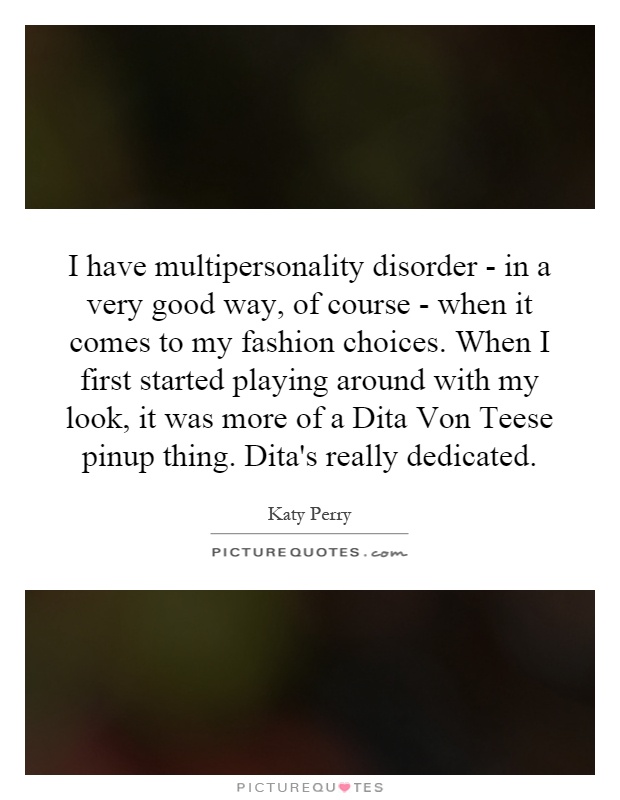 I have multipersonality disorder - in a
very good way, of course - when it
comes to my fashion choices. When I
first started playing around with my
look, it was more of a Dita Von Teese
pinup thing. Dita's really dedicated.
Katy Perry
PICTUREQUOTES.com
PICTUREQUOTES